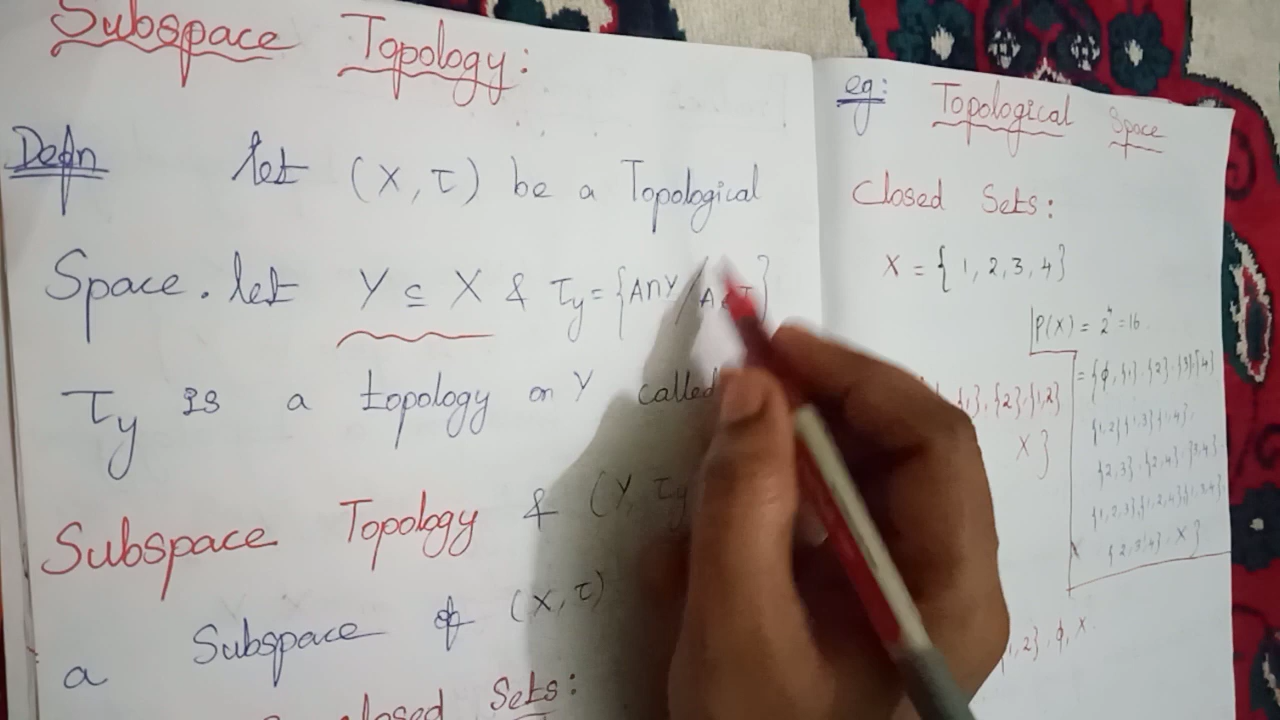 Subspace Topology:
Defn let (X, τ) be a Topological
Space. let Y ⊆ X & τy = {A∩Y / A ∈ τ}
τy is a topology on Y called
Subspace Topology & (Y, τy
a Subspace of (X, τ)
closed Sets:
eg: Topological Space
Closed Sets:
X = { 1, 2, 3, 4 }
P(X) = 2⁴ = 16.
= {ϕ, {1}, {2}, {3}, {4}
{1}, {2}, {1,2}
X }
{1,2} {1,3} {1,4},
{2,3}, {2,4}, {3,4},
{1,2,3}, {1,2,4} {1,3,4},
{2,3,4}, X }
1,2}, ϕ, X.